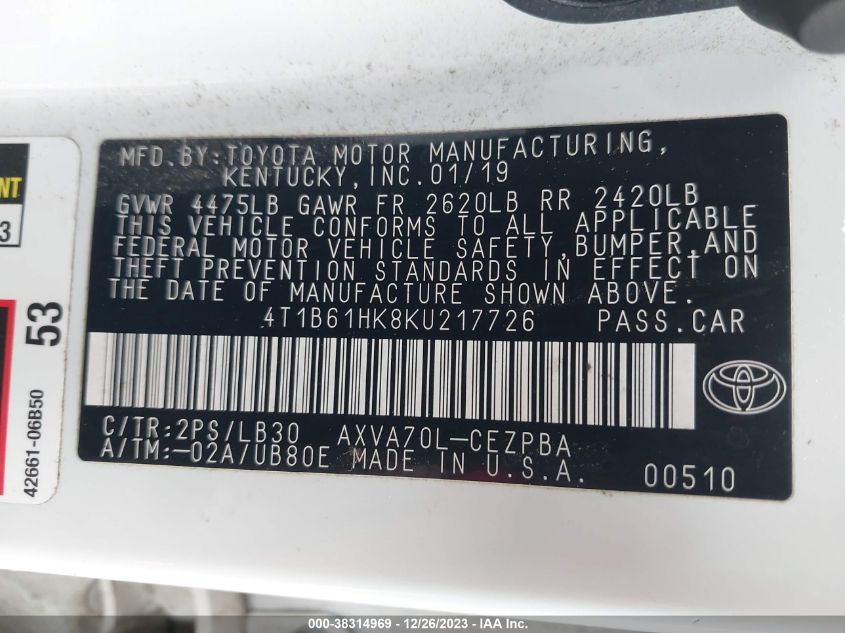 MFD.BY:TOYOTA MOTOR MANUFACTURING,
KENTUCKY,INC.01/19
GVWR 4475LB GAWR FR 2620LB RR 2420LB
THIS VEHICLE CONFORMS TO ALL APPLICABLE
FEDERAL MOTOR VEHICLE SAFETY,BUMPER,AND
THEFT PREVENTION STANDARDS IN EFFECT ON
THE DATE OF MANUFACTURE SHOWN ABOVE.
4T1B61HK8KU217726 PASS.CAR
C/TR:2PS/LB30 AXVA70L-CEZPBA
A/TM:-02A/UB80E MADE IN U.S.A.
00510
53
42661-06B50
3
000-38314969 • 12/26/2023 - IAA Inc.